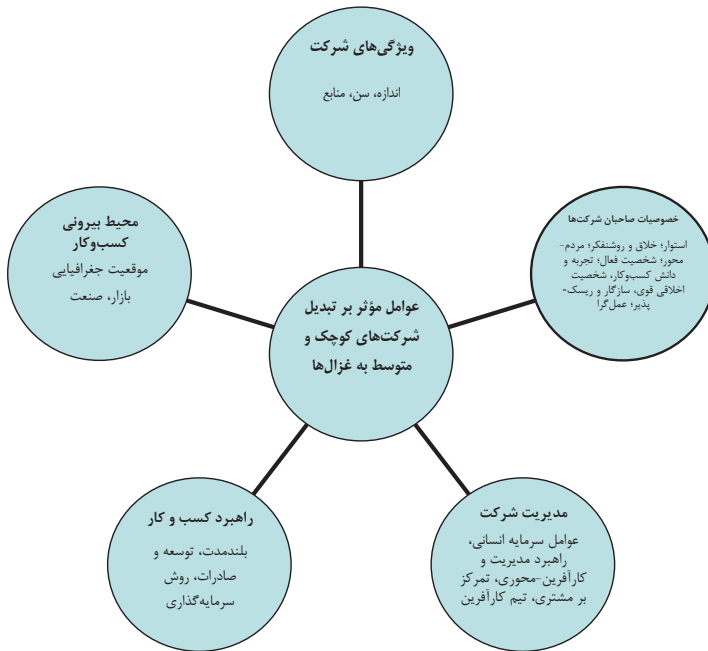 ویژگی‌های شرکت
اندازه، سن، منابع
خصوصیات صاحبان شرکت‌ها
استوار؛ خلاق و روشنفکر؛ مردم-
محور؛ شخصیت فعال؛ تجربه و
دانش کسب‌وکار، شخصیت
اخلاقی قوی، سازگار و ریسک-
پذیر؛ عمل‌گرا
محیط بیرونی
کسب‌وکار
موقعیت جغرافیایی
بازار، صنعت
عوامل مؤثر بر تبدیل
شرکت‌های کوچک و
متوسط به غزال‌ها
مدیریت شرکت
عوامل سرمایه انسانی،
راهبرد مدیریت و
کارآفرین-محوری، تمرکز
بر مشتری، تیم کارآفرین
راهبرد کسب و کار
بلندمدت، توسعه و
صادرات، روش
سرمایه‌گذاری